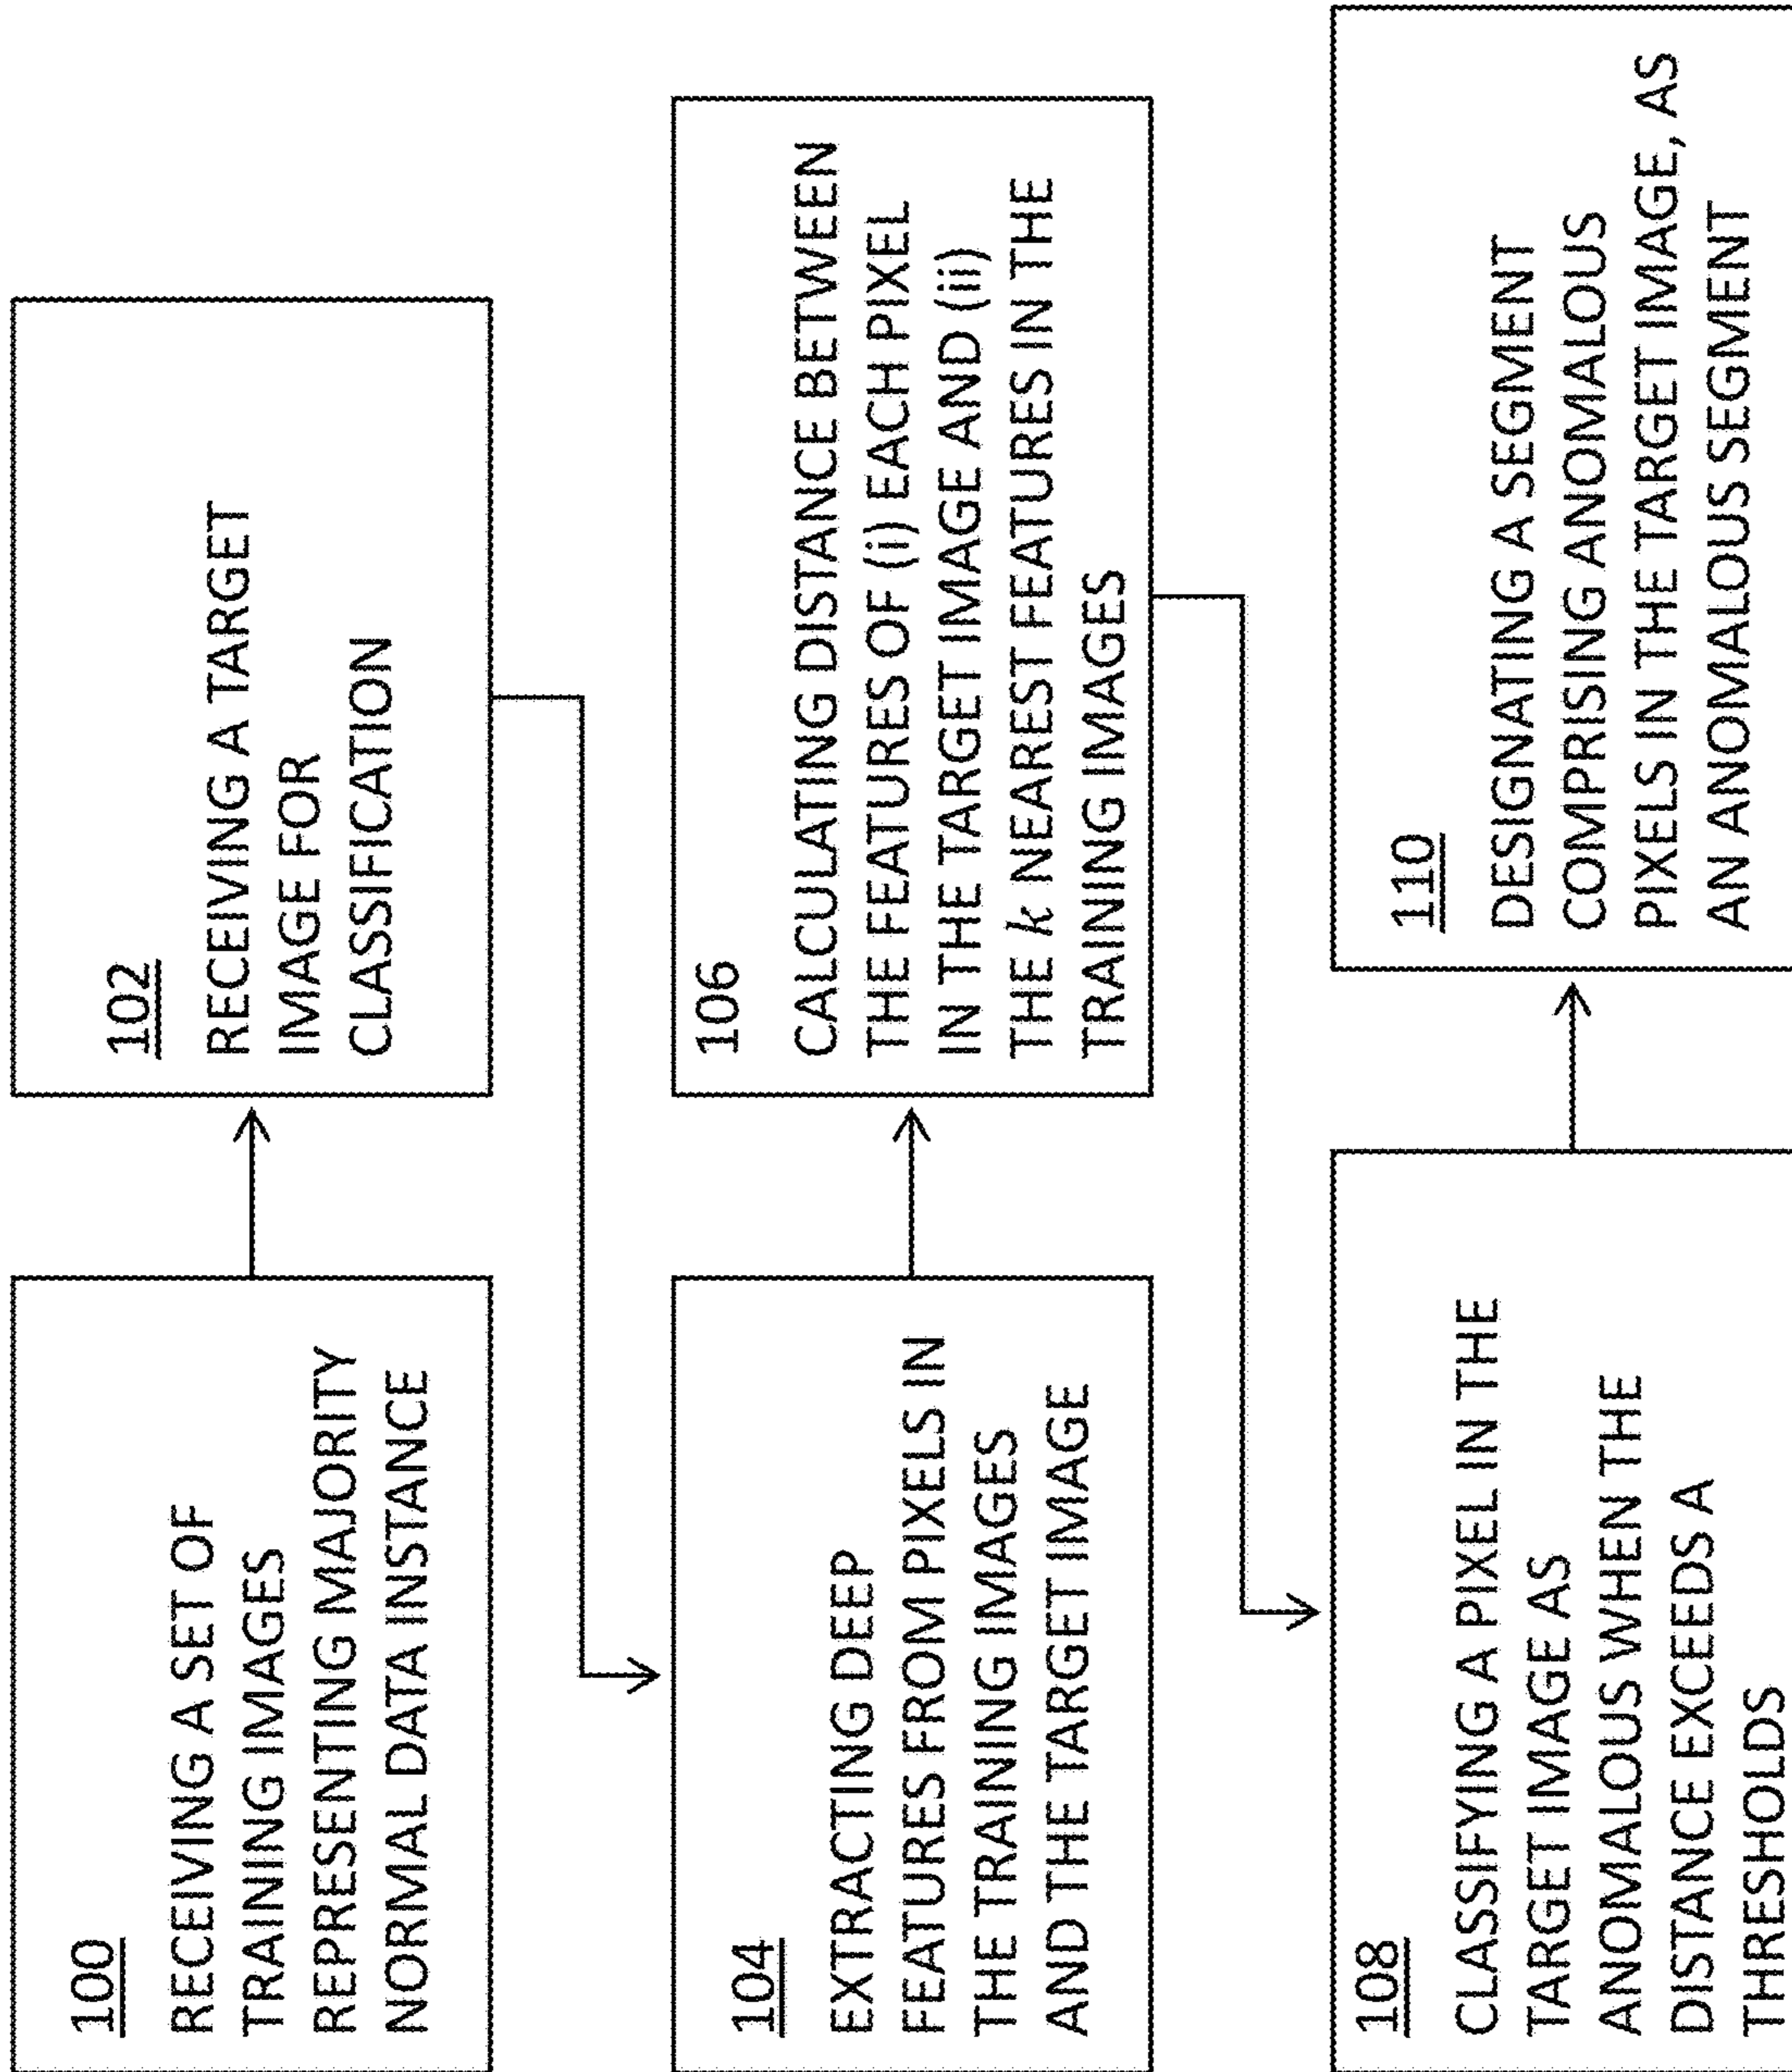 100
RECEIVING A SET OF
TRAINING IMAGES
REPRESENTING MAJORITY
NORMAL DATA INSTANCE
102
RECEIVING A TARGET
IMAGE FOR
CLASSIFICATION
104
EXTRACTING DEEP
FEATURES FROM PIXELS IN
THE TRAINING IMAGES
AND THE TARGET IMAGE
106
CALCULATING DISTANCE BETWEEN
THE FEATURES OF (i) EACH PIXEL
IN THE TARGET IMAGE AND (ii)
THE k NEAREST FEATURES IN THE
TRAINING IMAGES
108
CLASSIFYING A PIXEL IN THE
TARGET IMAGE AS
ANOMALOUS WHEN THE
DISTANCE EXCEEDS A
THRESHOLDS
110
DESIGNATING A SEGMENT
COMPRISING ANOMALOUS
PIXELS IN THE TARGET IMAGE, AS
AN ANOMALOUS SEGMENT